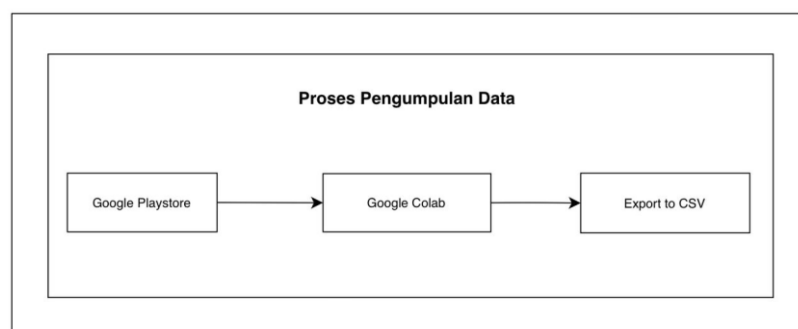 Proses Pengumpulan Data
Google Playstore
Google Colab
Export to CSV